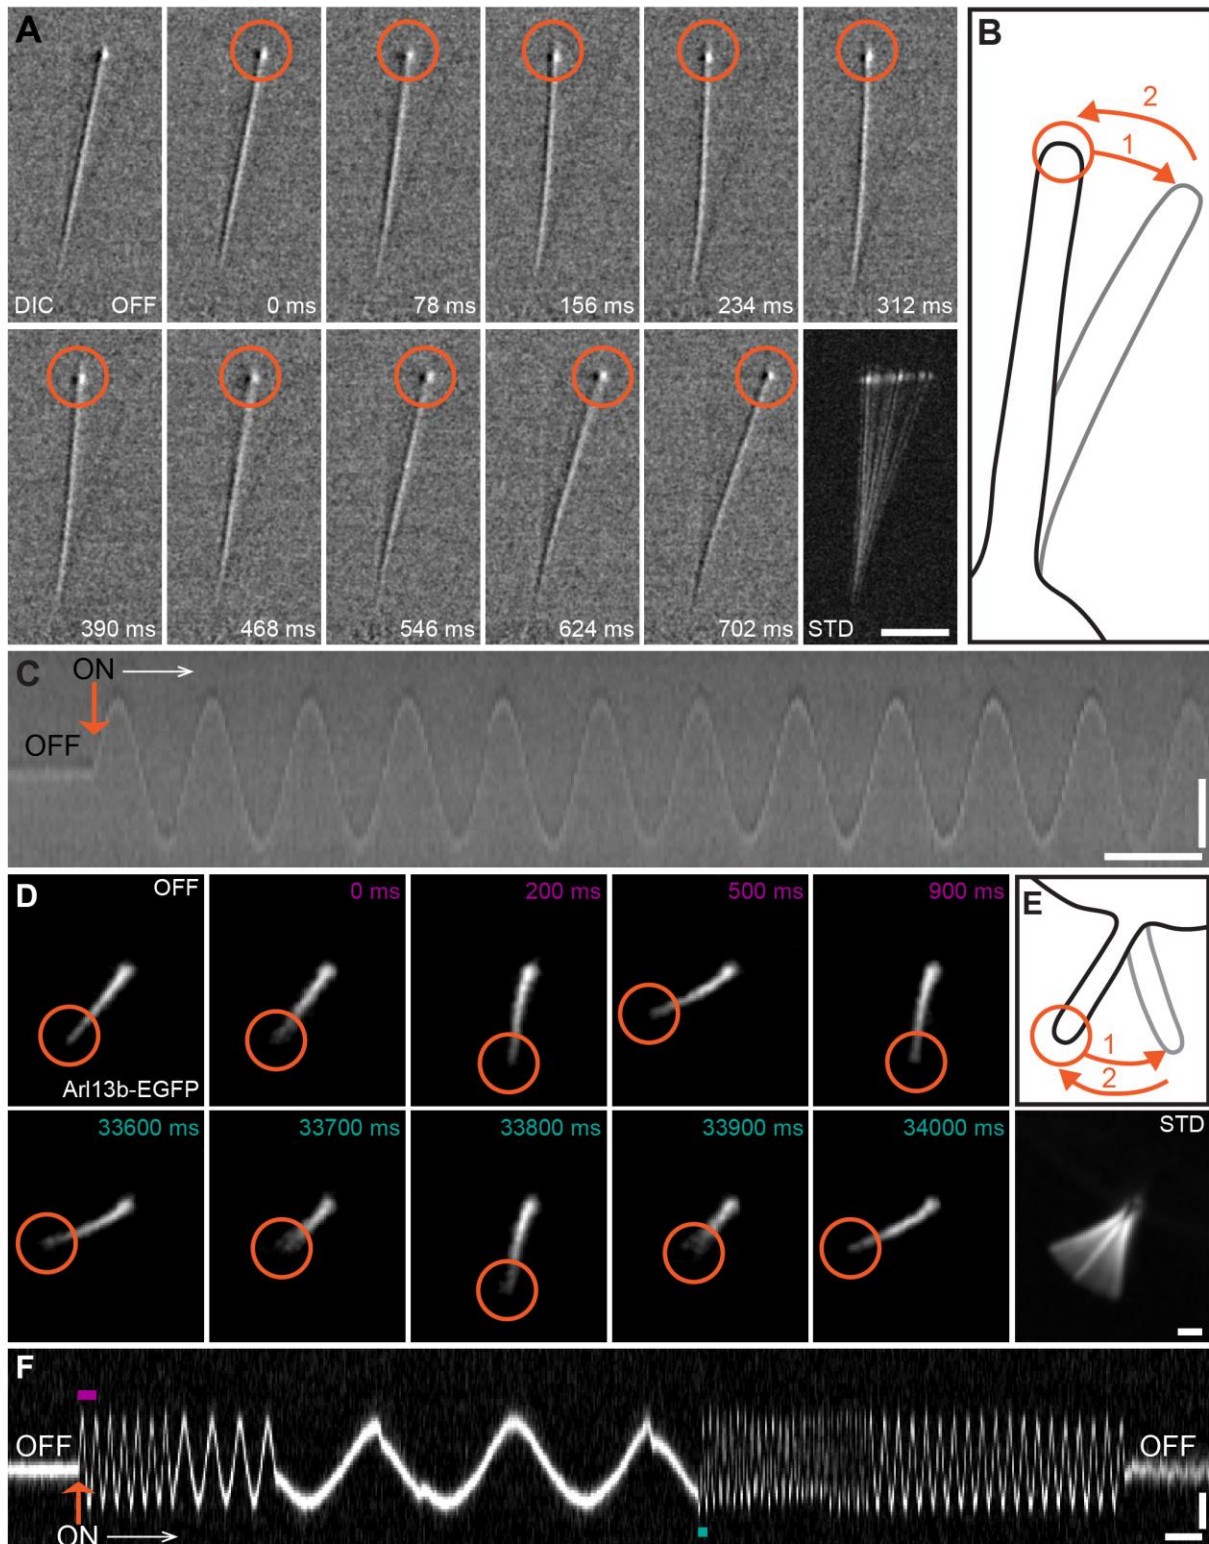 A
DIC OFF
0 ms
78 ms
156 ms
234 ms
312 ms
390 ms
468 ms
546 ms
624 ms
702 ms
STD
B
2
1
C
ON
OFF
D
OFF
0 ms
200 ms
500 ms
900 ms
Arl13b-EGFP
33600 ms
33700 ms
33800 ms
33900 ms
34000 ms
E
1
2
STD
F
OFF
OFF
ON